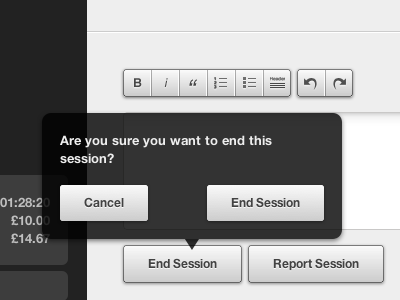 B i “ Header
Are you sure you want to end this
session?
Cancel End Session
01:28:20
£10.00
£14.67
End Session Report Session